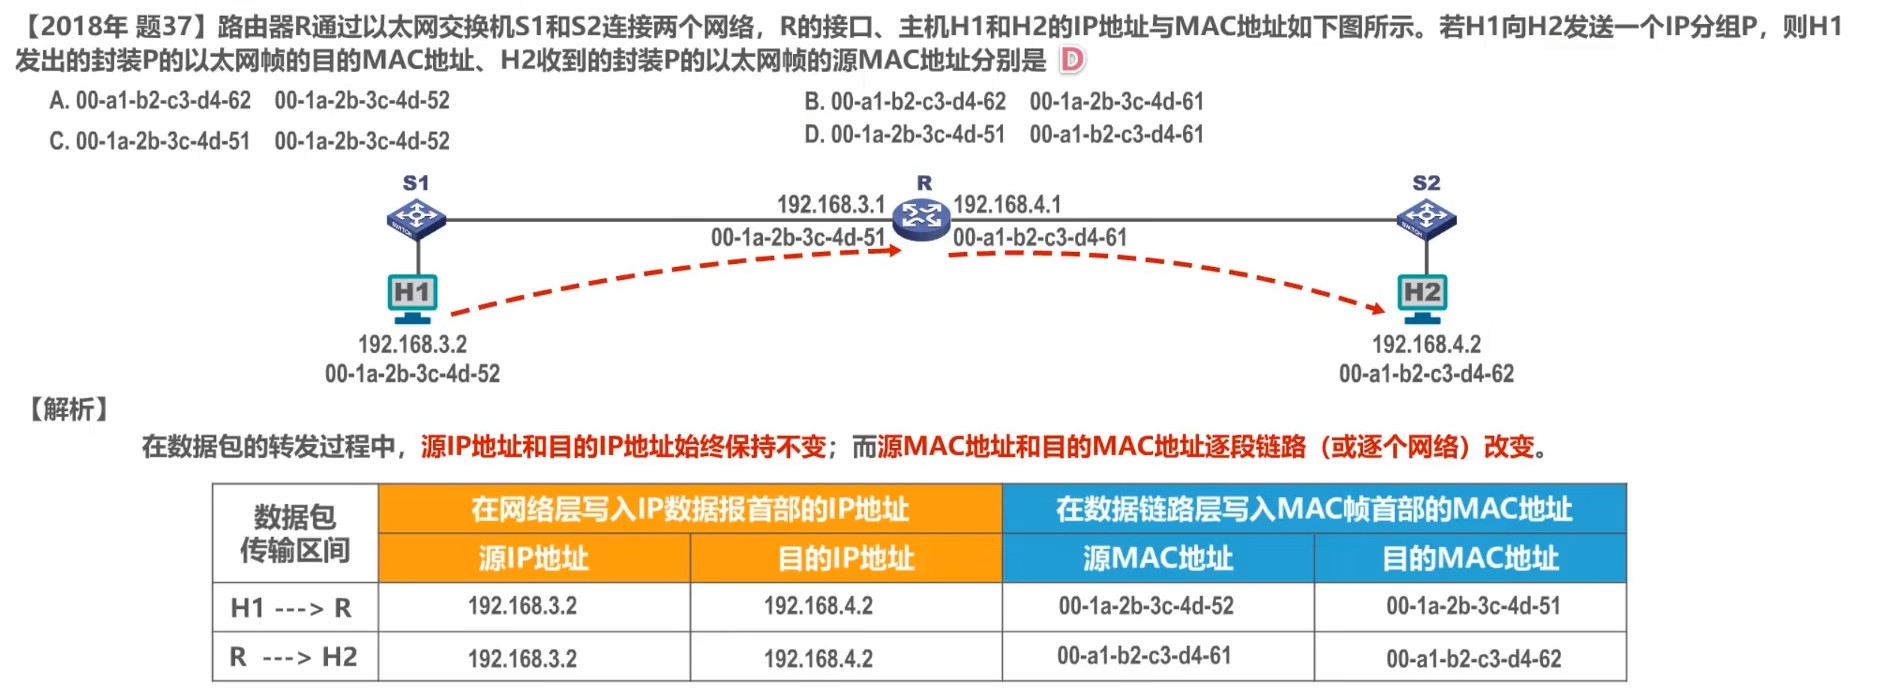 【2018年 题37】路由器R通过以太网交换机S1和S2连接两个网络，R的接口、主机H1和H2的IP地址与MAC地址如下图所示。若H1向H2发送一个IP分组P，则H1
发出的封装P的以太网帧的目的MAC地址、H2收到的封装P的以太网帧的源MAC地址分别是 D
A. 00-a1-b2-c3-d4-62 00-1a-2b-3c-4d-52
B. 00-a1-b2-c3-d4-62 00-1a-2b-3c-4d-61
C. 00-1a-2b-3c-4d-51 00-1a-2b-3c-4d-52
D. 00-1a-2b-3c-4d-51 00-a1-b2-c3-d4-61
S1 R S2
192.168.3.1 192.168.4.1
SWITCH SWITCH
00-1a-2b-3c-4d-51 00-a1-b2-c3-d4-61
H1 H2
192.168.3.2 192.168.4.2
00-1a-2b-3c-4d-52 00-a1-b2-c3-d4-62
【解析】
在数据包的转发过程中，源IP地址和目的IP地址始终保持不变；而源MAC地址和目的MAC地址逐段链路（或逐个网络）改变。
数据包
传输区间
在网络层写入IP数据报首部的IP地址 在数据链路层写入MAC帧首部的MAC地址
源IP地址 目的IP地址 源MAC地址 目的MAC地址
H1 ---> R 192.168.3.2 192.168.4.2 00-1a-2b-3c-4d-52 00-1a-2b-3c-4d-51
R ---> H2 192.168.3.2 192.168.4.2 00-a1-b2-c3-d4-61 00-a1-b2-c3-d4-62